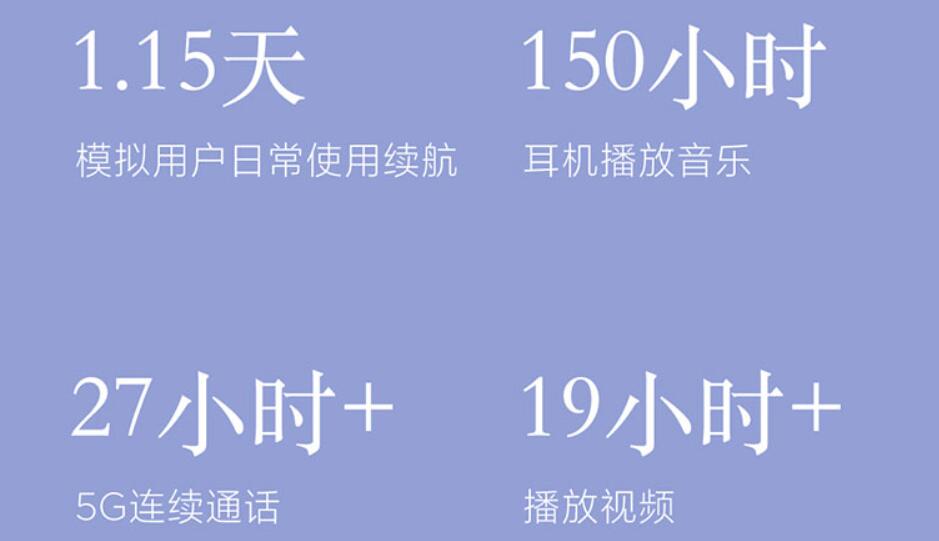 1.15天
150小时
模拟用户日常使用续航
耳机播放音乐
27小时+
19小时+
5G连续通话
播放视频